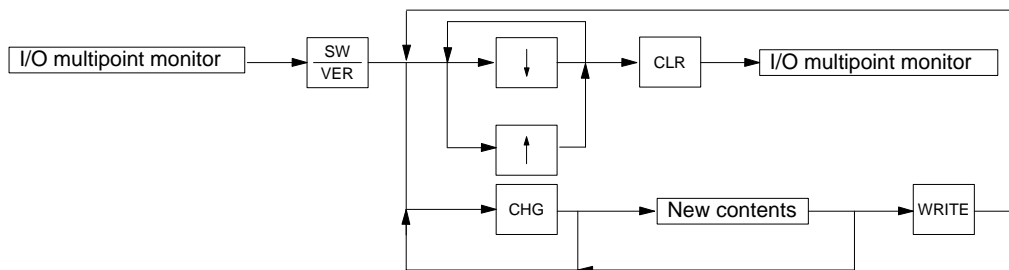 I/O multipoint monitor
SW
VER
↓
CLR
I/O multipoint monitor
↑
CHG
New contents
WRITE